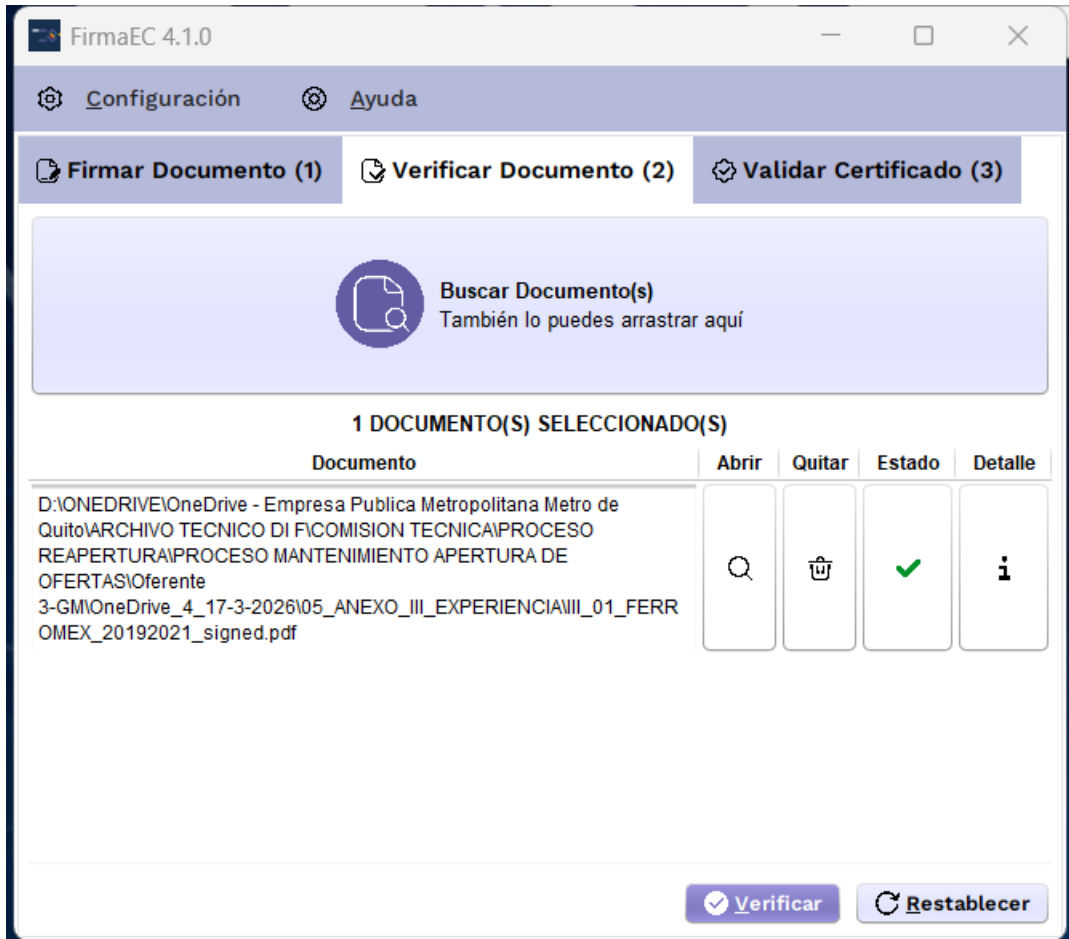 FirmaEC 4.1.0
Configuración Ayuda
Firmar Documento (1) Verificar Documento (2) Validar Certificado (3)
Buscar Documento(s)
También lo puedes arrastrar aquí
1 DOCUMENTO(S) SELECCIONADO(S)
Documento Abrir Quitar Estado Detalle
D:\ONEDRIVE\OneDrive - Empresa Publica Metropolitana Metro de
Quito\ARCHIVO TECNICO DI F\COMISION TECNICA\PROCESO
REAPERTURA\PROCESO MANTENIMIENTO APERTURA DE
OFERTAS\Oferente
3-GM\OneDrive_4_17-3-2026\05_ANEXO_III_EXPERIENCIA\III_01_FERR
OMEX_20192021_signed.pdf
Verificar Restablecer